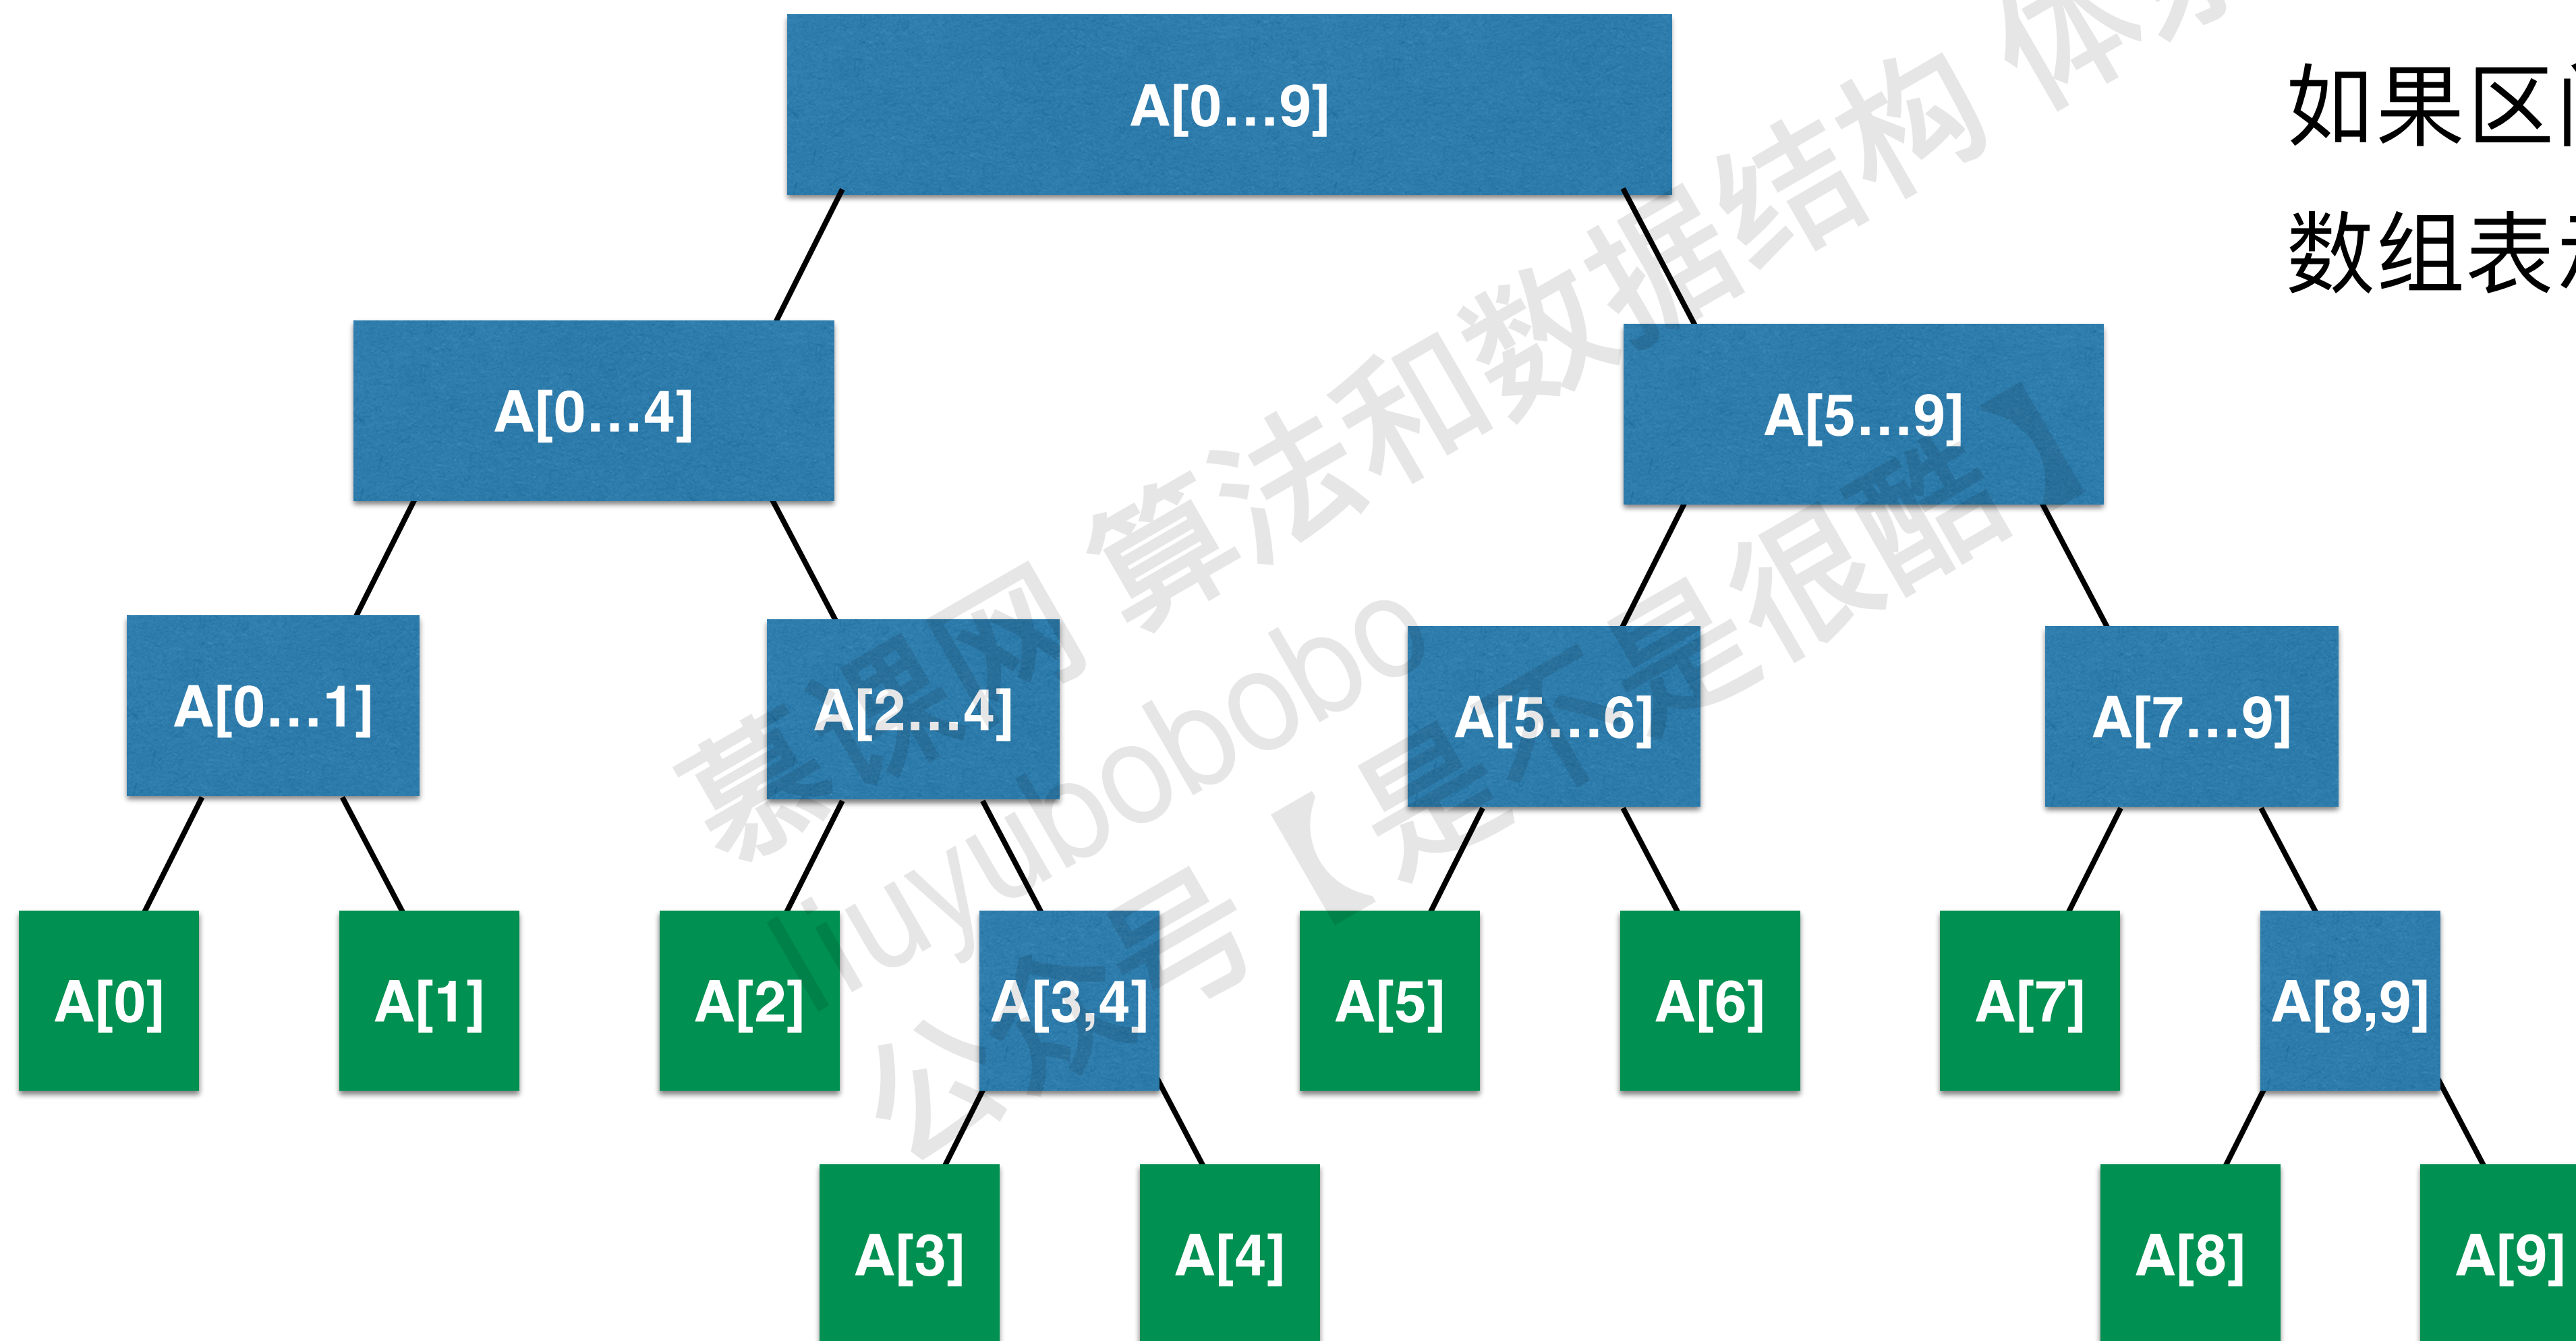 A[0…9]
如果区
数组表
A[0…4]
A[5…9]
A[0…1]
A[2…4]
A[5…6]
A[7…9]
A[0]
A[1]
A[2]
A[3,4]
A[5]
A[6]
A[7]
A[8,9]
A[3]
A[4]
A[8]
A[9]
慕课网 算法和数据结构 体
liuyubobobo
公众号【是不是很酷】